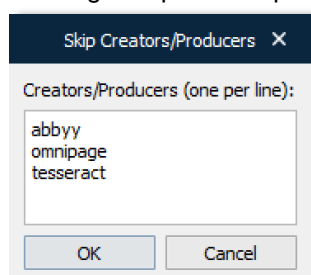 Skip Creators/Producers ✕
Creators/Producers (one per line):
abbyy
omnipage
tesseract
OK Cancel